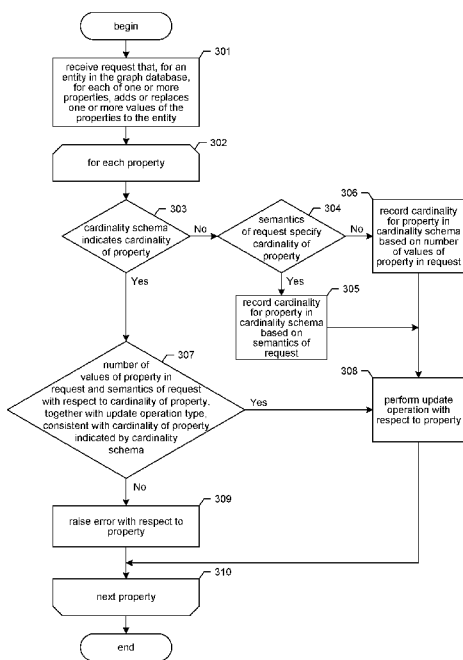 begin
301
receive request that, for an
entity in the graph database,
for each of one or more
properties, adds or replaces
one or more values of the
properties to the entity
302
for each property
303
cardinality schema
indicates cardinality
of property
No
304
semantics
of request specify
cardinality of
property
No
306
record cardinality
for property in
cardinality schema
based on number
of values of
property in request
Yes
Yes
305
record cardinality
for property in
cardinality schema
based on
semantics of
request
307
number of
values of property in
request and semantics of request
with respect to cardinality of property,
together with update operation type,
consistent with cardinality of property
indicated by cardinality
schema
Yes
308
perform update
operation with
respect to
property
No
309
raise error with respect to
property
310
next property
end